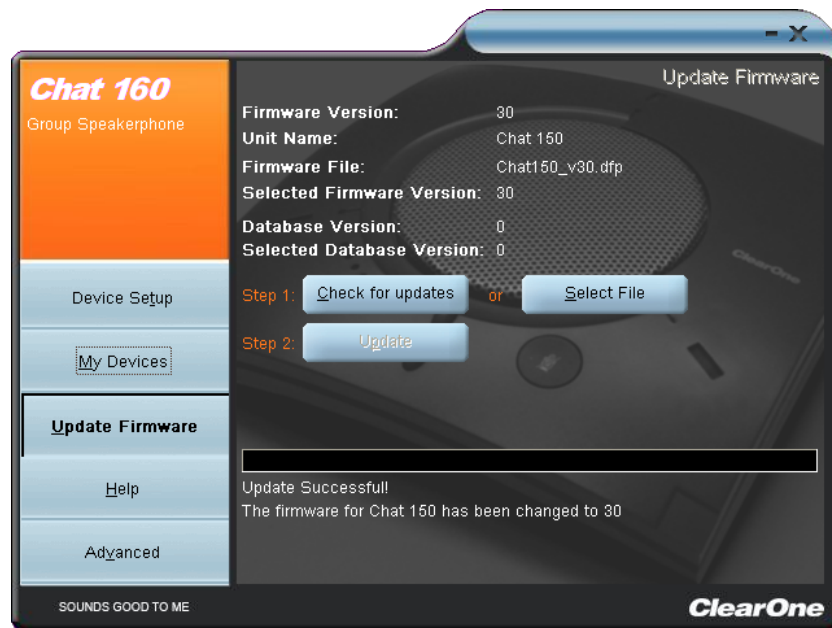 - X
Update Firmware
Chat 160
Group Speakerphone
Firmware Version: 30
Unit Name: Chat 150
Firmware File: Chat150_v30.dfp
Selected Firmware Version: 30
Database Version: 0
Selected Database Version: 0
Step 1: Check for updates or Select File
Step 2: Update
Device Setup
My Devices
Update Firmware
Help
Advanced
Update Successful!
The firmware for Chat 150 has been changed to 30
ClearOne
SOUNDS GOOD TO ME
ClearOne